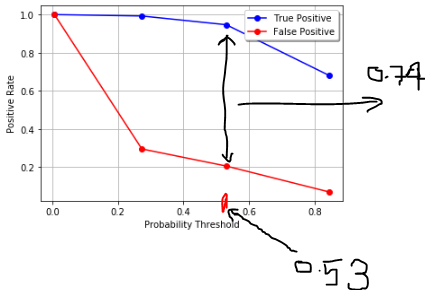 1.0
0.8
0.6
0.4
0.2
0.0 0.2 0.4 0.6 0.8
Positive Rate
Probability Threshold
True Positive
False Positive
0.74
0.53